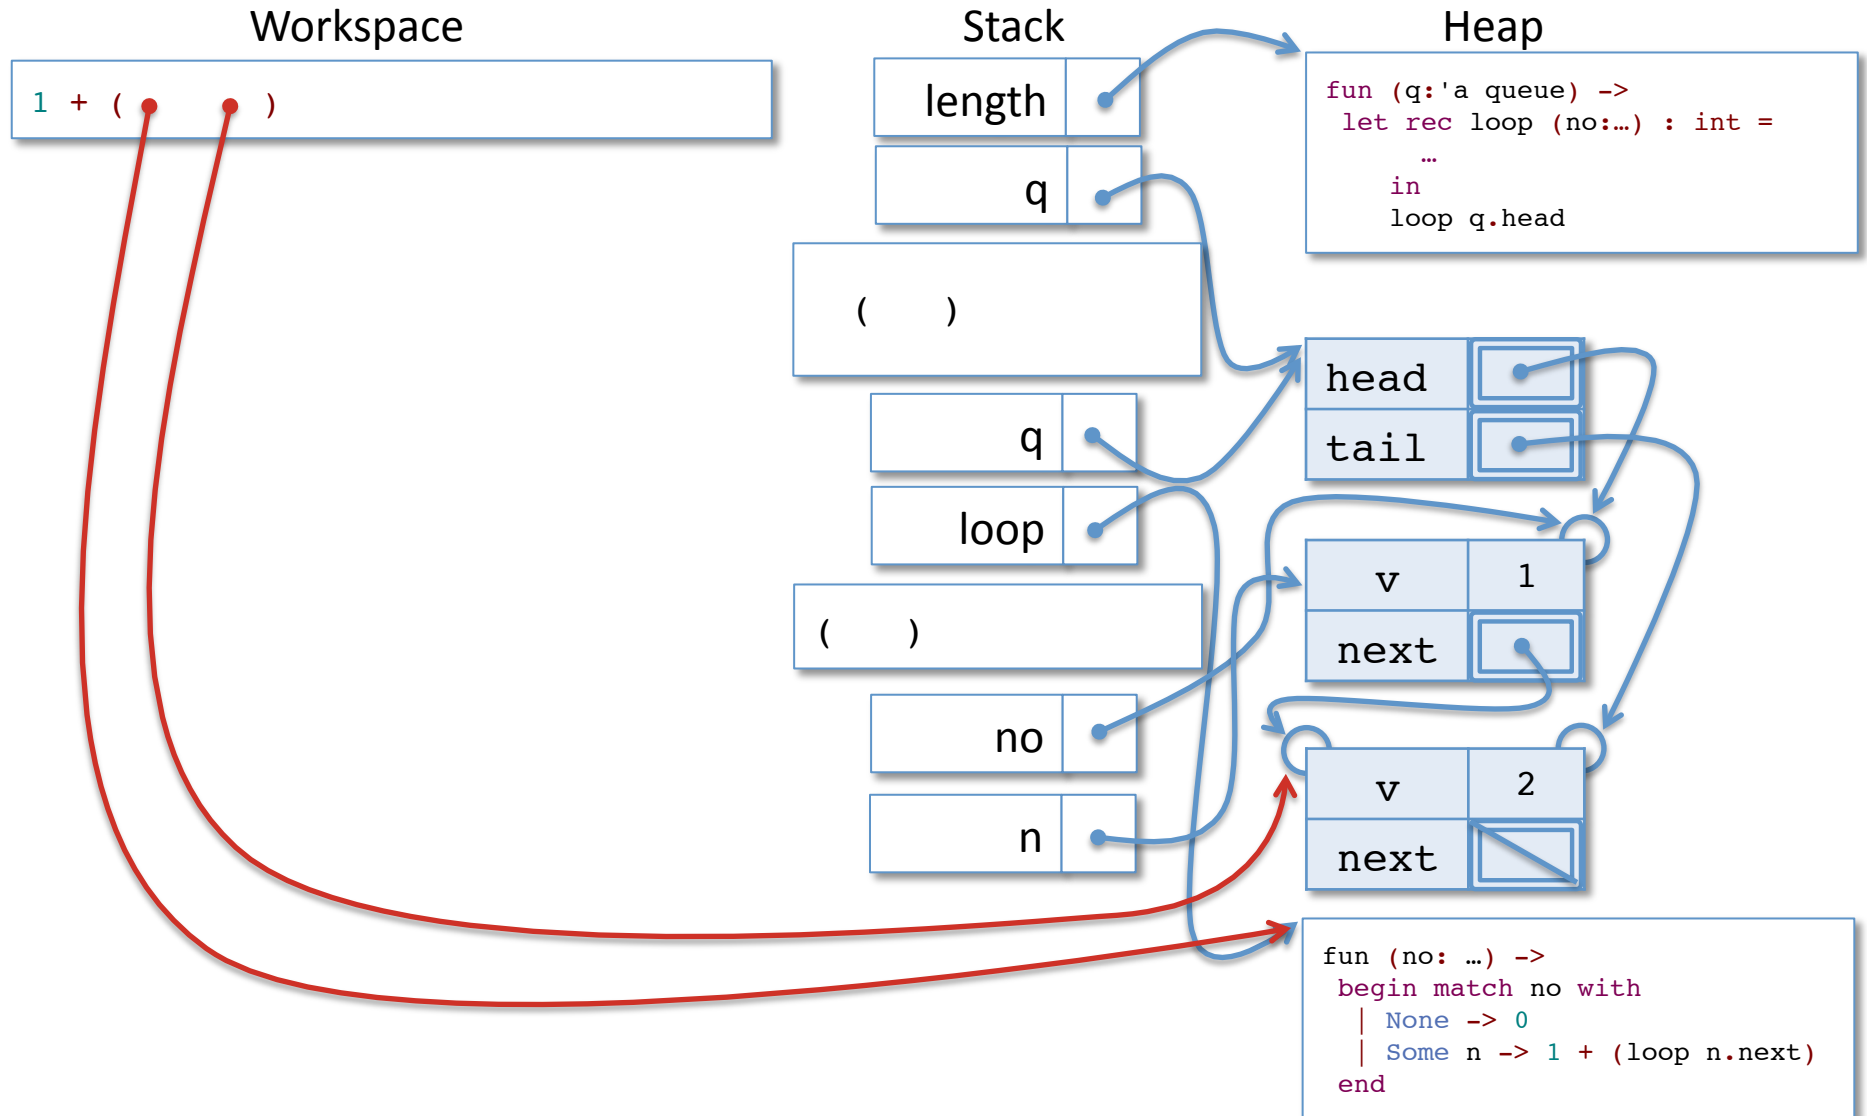 Workspace
Stack
Heap
1 + ( )
length
q
( )
q
loop
( )
no
n
fun (q:'a queue) ->
let rec loop (no:…) : int =
…
in
loop q.head
head
tail
v 1
next
v 2
next
fun (no: …) ->
begin match no with
| None -> 0
| Some n -> 1 + (loop n.next)
end